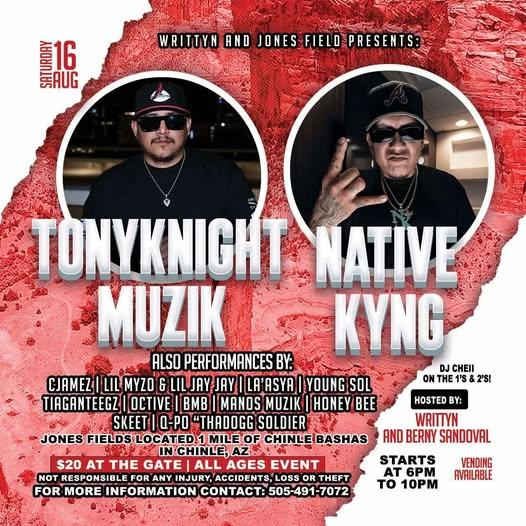 WRITTYN AND JONES FIELD PRESENTS:
SATURDAY
16
AUG
TONYKNIGHT
MUZIK
NATIVE
KYNG
ALSO PERFORMANCES BY:
CJAMEZ | LIL MYZO & LIL JAY JAY | LA'ASYA | YOUNG SOL
TIAGANTEEGZ | OCTIVE | BMB | MANOS MUZIK | HONEY BEE
SKEET | Q-PO "THADOGG SOLDIER
JONES FIELDS LOCATED 1 MILE OF CHINLE BASHAS
IN CHINLE, AZ
$20 AT THE GATE | ALL AGES EVENT
NOT RESPONSIBLE FOR ANY INJURY, ACCIDENTS, LOSS OR THEFT
FOR MORE INFORMATION CONTACT: 505-491-7072
DJ CHEII
ON THE 1'S & 2'S!
HOSTED BY:
WRITTYN
AND BERNY SANDOVAL
STARTS
AT 6PM
TO 10PM
VENDING
AVAILABLE